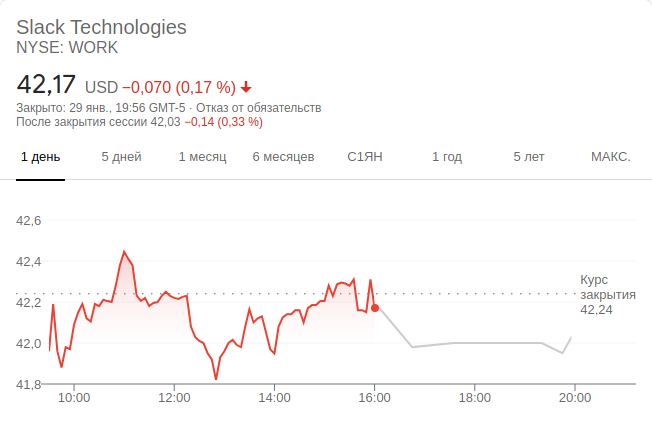 Slack Technologies
NYSE: WORK
42,17 USD −0,070 (0,17 %)
Закрыто: 29 янв., 19:56 GMT-5 · Отказ от обязательств
После закрытия сессии 42,03 −0,14 (0,33 %)
1 день 5 дней 1 месяц 6 месяцев С1ЯН 1 год 5 лет МАКС.
42,6
42,4
42,2
42,0
41,8
Курс
закрытия
42,24
10:00 12:00 14:00 16:00 18:00 20:00